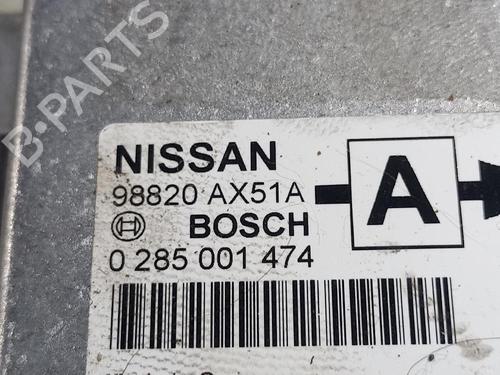 B-PARTS
NISSAN
98820 AX51A
A
BOSCH
0 285 001 474